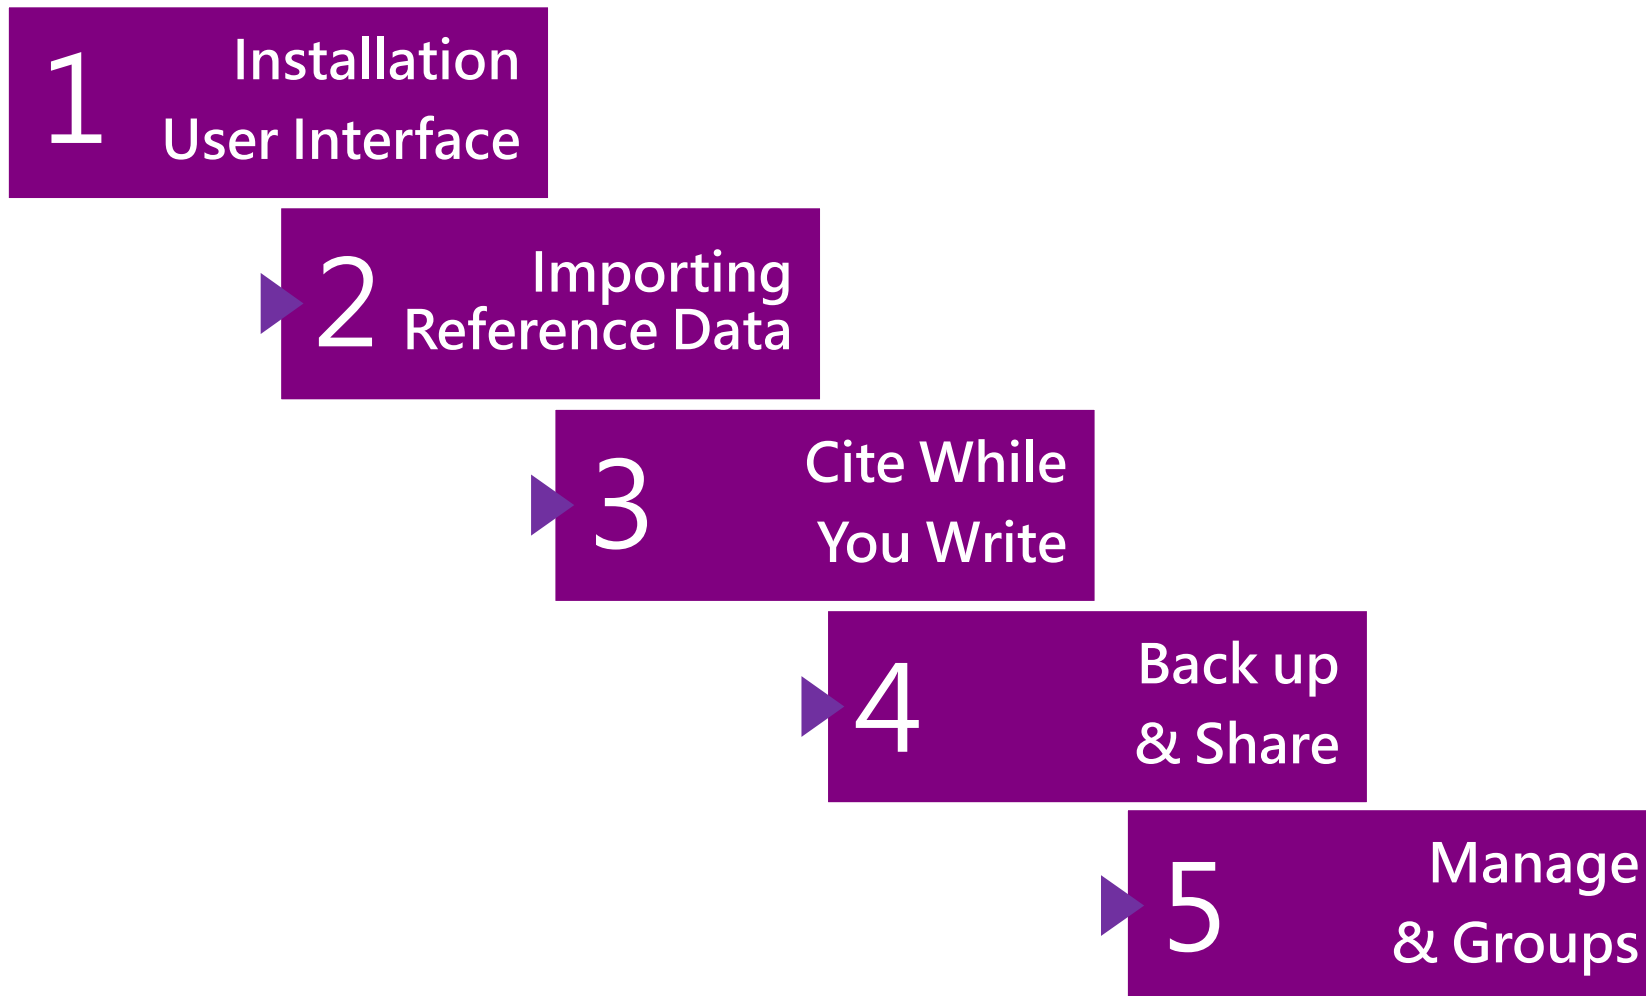 1
Installation
User Interface
2
Importing
Reference Data
3
Cite While
You Write
4
Back up
& Share
5
Manage
& Groups